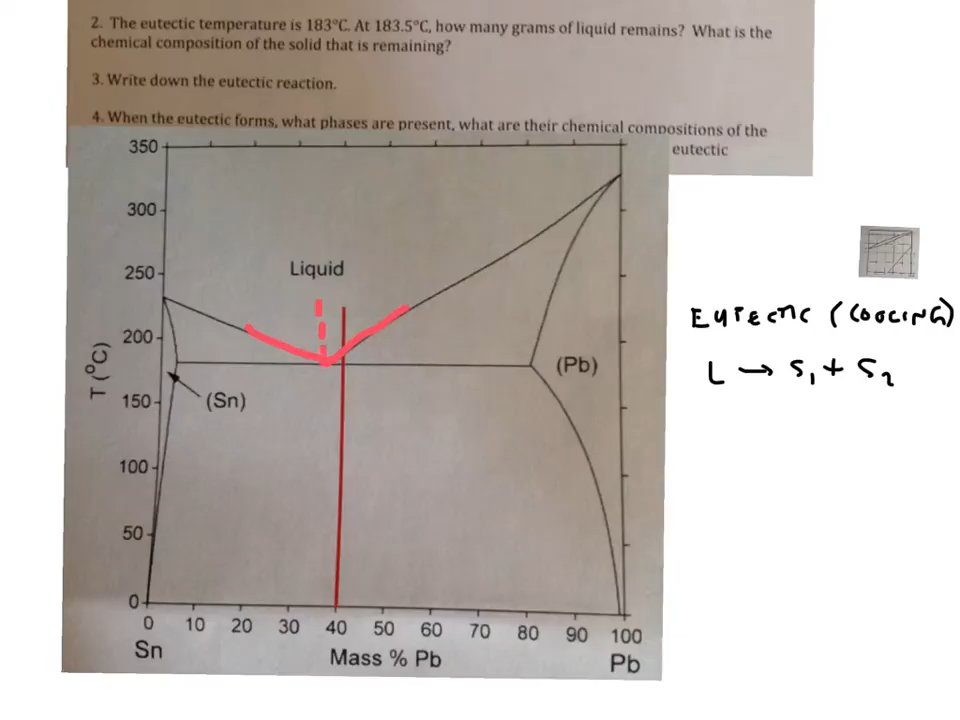 2. The eutectic temperature is 183°C. At 183.5°C, how many grams of liquid remains? What is the
chemical composition of the solid that is remaining?
3. Write down the eutectic reaction.
4. When the eutectic forms, what phases are present, what are their chemical compositions of the
eutectic
350
300
250
200
150
100
50
0
T (°C)
Liquid
(Sn)
(Pb)
0 10 20 30 40 50 60 70 80 90 100
Sn Mass % Pb Pb
EUTECTIC (COOLING)
L → S₁ + S₂